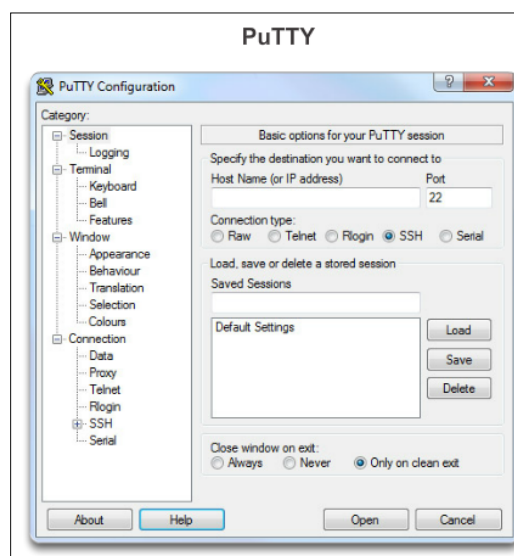 PuTTY
PuTTY Configuration
Category:
Session
Logging
Terminal
Keyboard
Bell
Features
Window
Appearance
Behaviour
Translation
Selection
Colours
Connection
Data
Proxy
Telnet
Rlogin
SSH
Serial
Basic options for your PuTTY session
Specify the destination you want to connect to
Host Name (or IP address) Port
22
Connection type:
Raw Telnet Rlogin SSH Serial
Load, save or delete a stored session
Saved Sessions
Default Settings
Load
Save
Delete
Close window on exit:
Always Never Only on clean exit
About Help Open Cancel